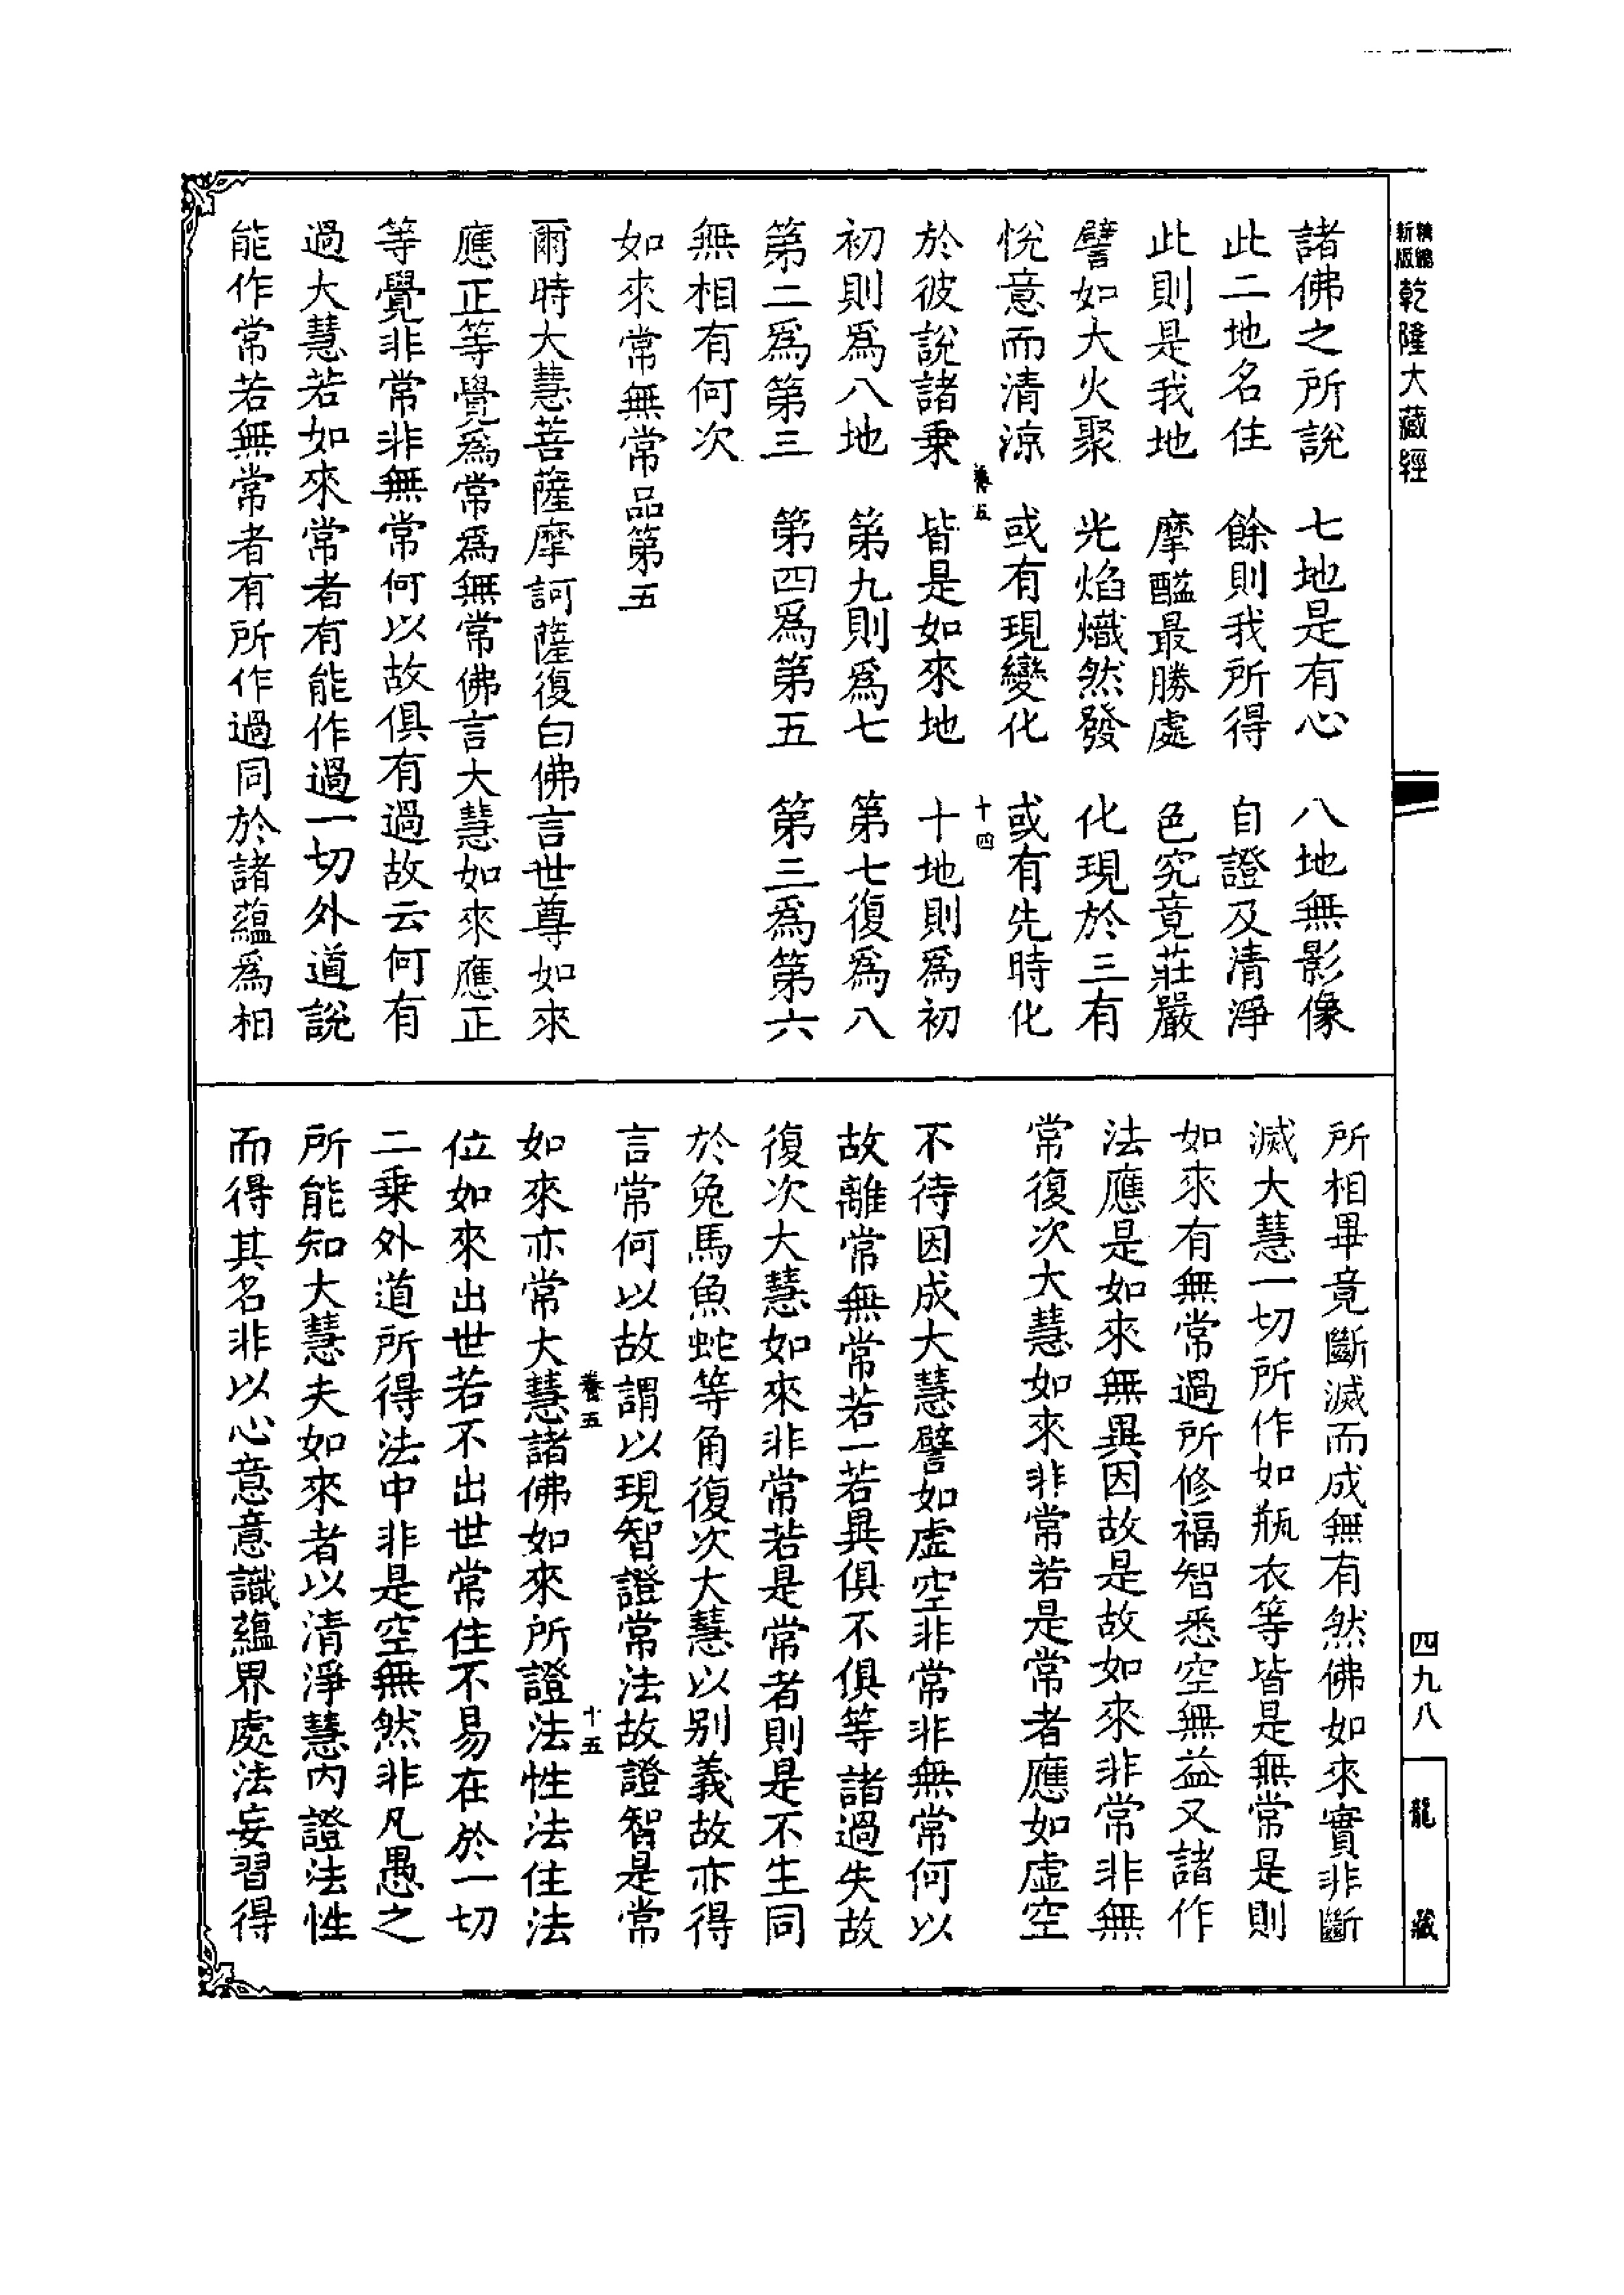 精縮新版乾隆大藏經
諸佛之所說　七地是有心　八地無影像
此二地名住　餘則我所得　自證及清淨
此則是我地　摩醯最勝處　色究竟莊嚴
譬如大火聚　光焰熾然發　化現於三有
悅意而清涼　或有現變化　或有先時化
卷五　十四
於彼說諸乗　皆是如來地　十地則爲初
初則爲八地　第九則爲七　第七復爲八
第二爲第三　第四爲第五　第三爲第六
無相有何次
如來常無常品第五
爾時大慧菩薩摩訶薩復白佛言世尊如來
應正等覺爲常爲無常佛言大慧如來應正
等覺非常非無常何以故俱有過故云何有
過大慧若如來常者有能作過一切外道說
能作常若無常者有所作過同於諸蘊爲相
所相畢竟斷滅而成無有然佛如來實非斷
滅大慧一切所作如瓶衣等皆是無常是則
如來有無常過所修福智悉空無益又諸作
法應是如來無異因故是故如來非常非無
常復次大慧如來非常若是常者應如虛空
不待因成大慧譬如虛空非常非無常何以
故離常無常若一若異俱不俱等諸過失故
復次大慧如來非常若是常者則是不生同
於兔馬魚蛇等角復次大慧以別義故亦得
言常何以故謂以現智證常法故證智是常
卷五　十五
如來亦常大慧諸佛如來所證法性法住法
位如來出世若不出世常住不易在於一切
二乗外道所得法中非是空無然非凡愚之
所能知大慧夫如來者以清淨慧內證法性
而得其名非以心意意識蘊界處法妄習得
四九八
龍藏